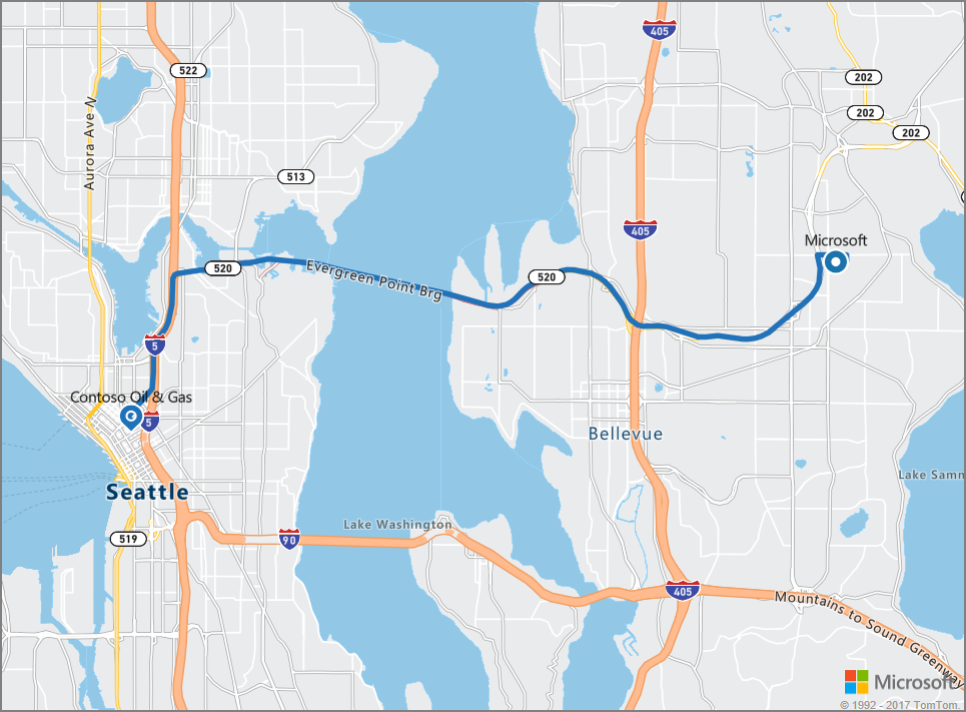 405
522
202
Aurora Ave N
202
202
513
405
Microsoft
520
Evergreen Point Brg
520
5
Contoso Oil & Gas
5
Bellevue
Lake Samm
Seattle
Lake Washington
519
90
405
Mountains to Sound Greenway
Microsoft
© 1992 - 2017 TomTom